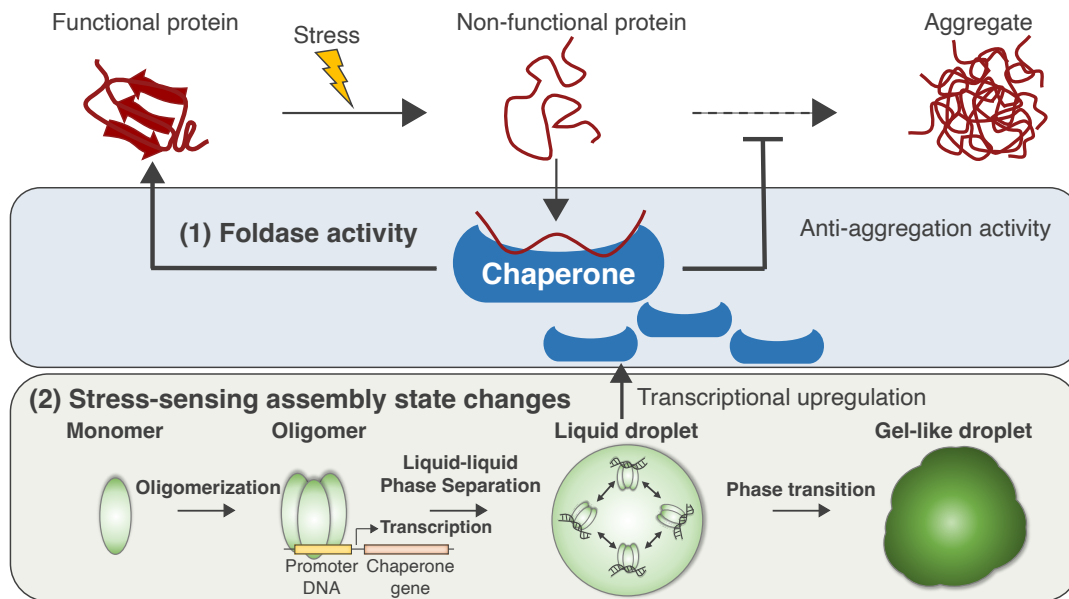 Functional protein
Stress
Non-functional protein
Aggregate
(1) Foldase activity
Anti-aggregation activity
Chaperone
(2) Stress-sensing assembly state changes
Transcriptional upregulation
Monomer
Oligomer
Liquid droplet
Gel-like droplet
Oligomerization
Liquid-liquid
Phase Separation
Phase transition
Transcription
Promoter
DNA
Chaperone
gene